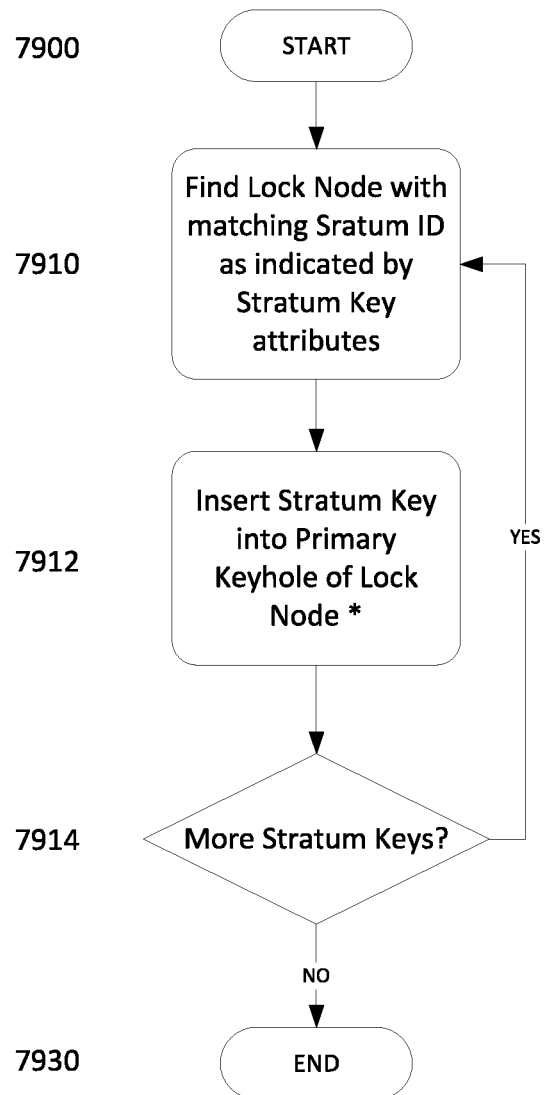 7900
START
7910
Find Lock Node with
matching Sratum ID
as indicated by
Stratum Key
attributes
7912
Insert Stratum Key
into Primary
Keyhole of Lock
Node *
YES
7914
More Stratum Keys?
NO
7930
END